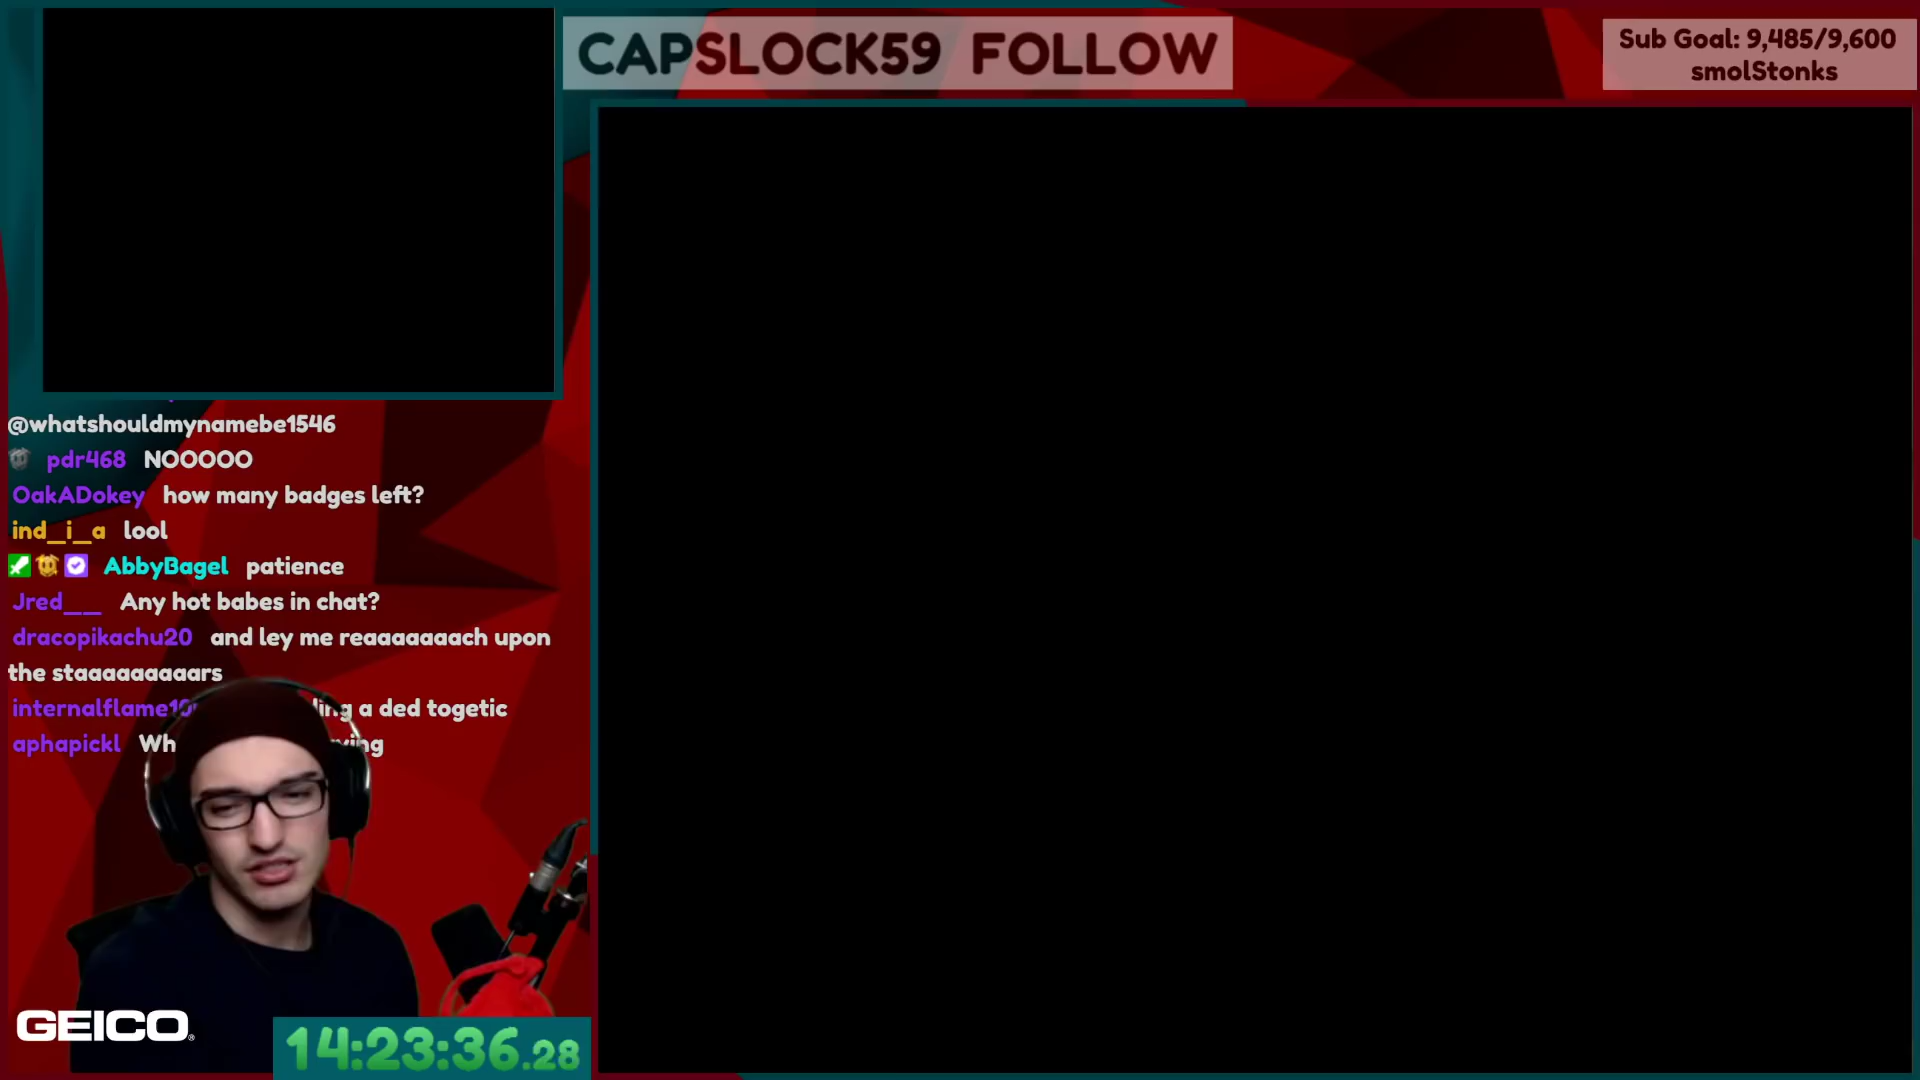 CAPSLOCK59 FOLLOW
Sub Goal: 9,485/9,600
smolStonks
@whatshouldmynamebe1546
pdr468 NOOOOO
OakADokey how many badges left?
ind_i_a lool
AbbyBagel patience
Jred__ Any hot babes in chat?
dracopikachu20 and ley me reaaaaaaach upon
the staaaaaaaaars
a ded togetic
aphapickl
GEICO
14:23:36.28